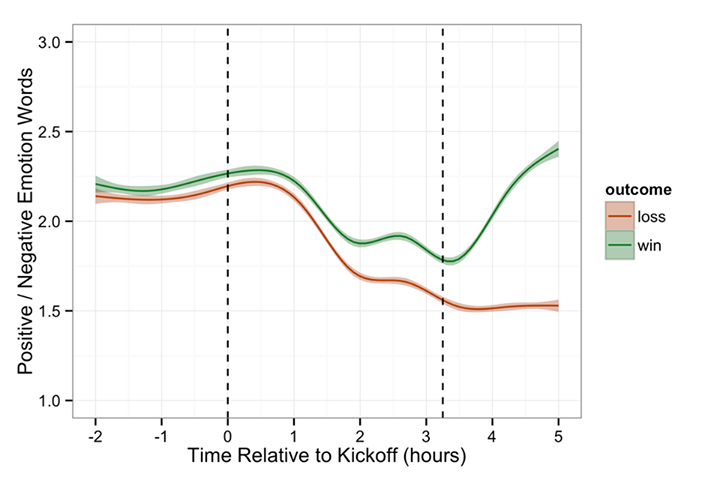 3.0
2.5
2.0
1.5
1.0
Positive / Negative Emotion Words
-2 -1 0 1 2 3 4 5
Time Relative to Kickoff (hours)
outcome
loss
win